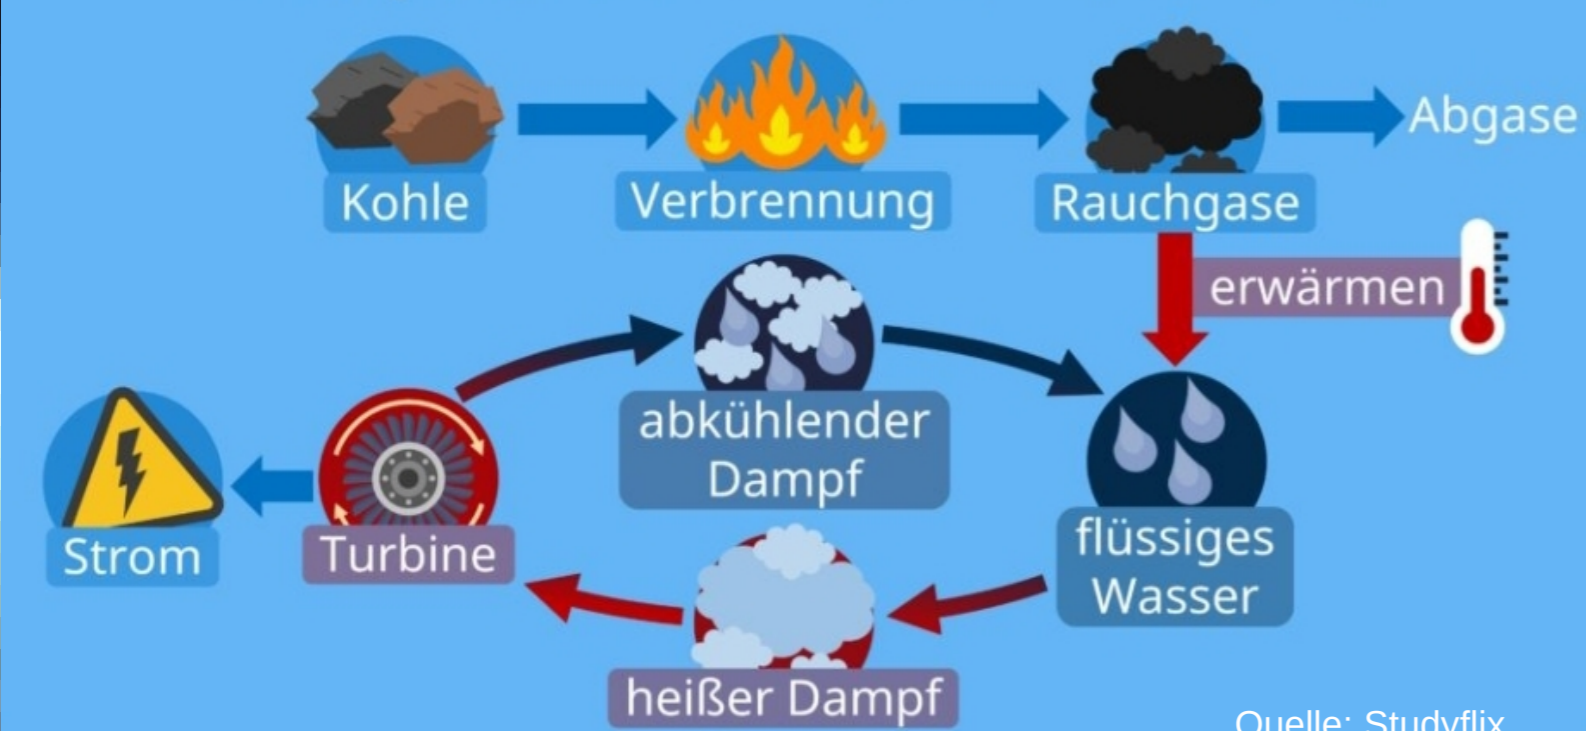 Kohle
Verbrennung
Rauchgase
Abgase
erwärmen
abkühlender
Dampf
flüssiges
Wasser
Strom
Turbine
heißer Dampf
Quelle: Studyflix